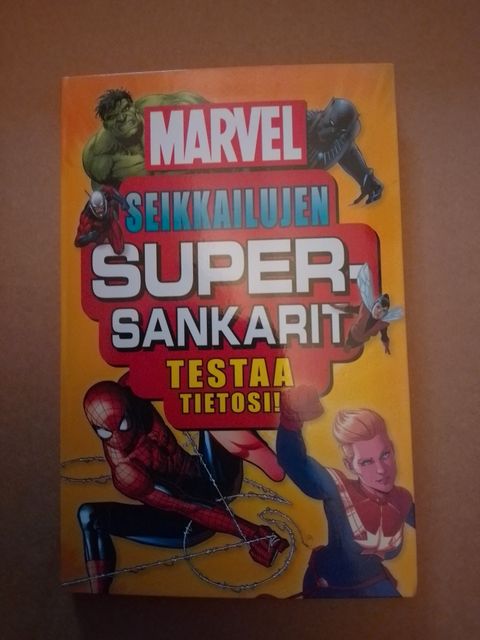 MARVEL
SEIKKAILUJEN
SUPER-
SANKARIT
TESTAA
TIETOSI!